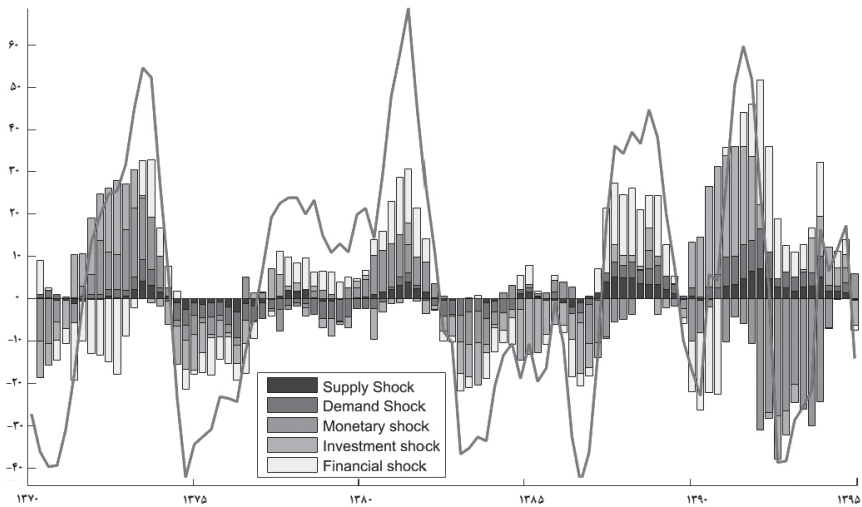 ۶۰
۵۰
۴۰
۳۰
۲۰
۱۰
۰
-۱۰
-۲۰
-۳۰
-۴۰
Supply Shock
Demand Shock
Monetary shock
Investment shock
Financial shock
۱۳۷۰ ۱۳۷۵ ۱۳۸۰ ۱۳۸۵ ۱۳۹۰ ۱۳۹۵